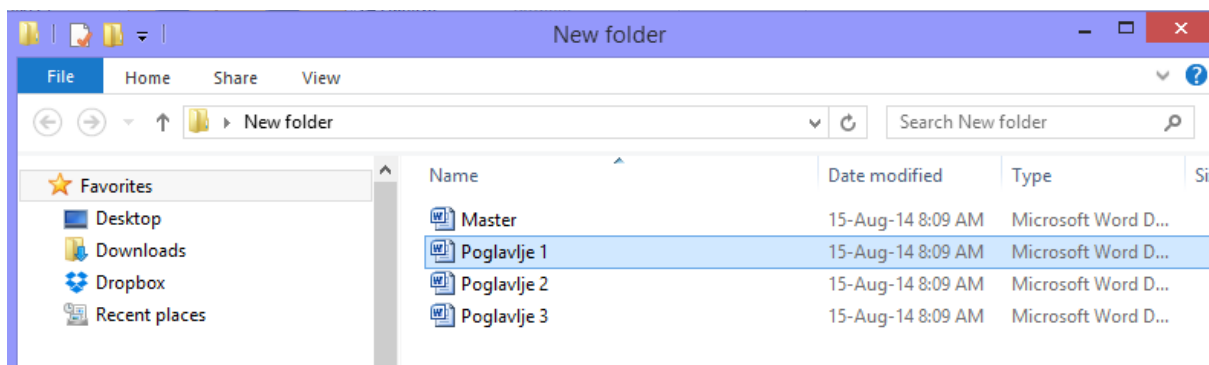 New folder
File Home Share View
New folder Search New folder
Favorites
Desktop
Downloads
Dropbox
Recent places
Name Date modified Type Si
Master 15-Aug-14 8:09 AM Microsoft Word D...
Poglavlje 1 15-Aug-14 8:09 AM Microsoft Word D...
Poglavlje 2 15-Aug-14 8:09 AM Microsoft Word D...
Poglavlje 3 15-Aug-14 8:09 AM Microsoft Word D...